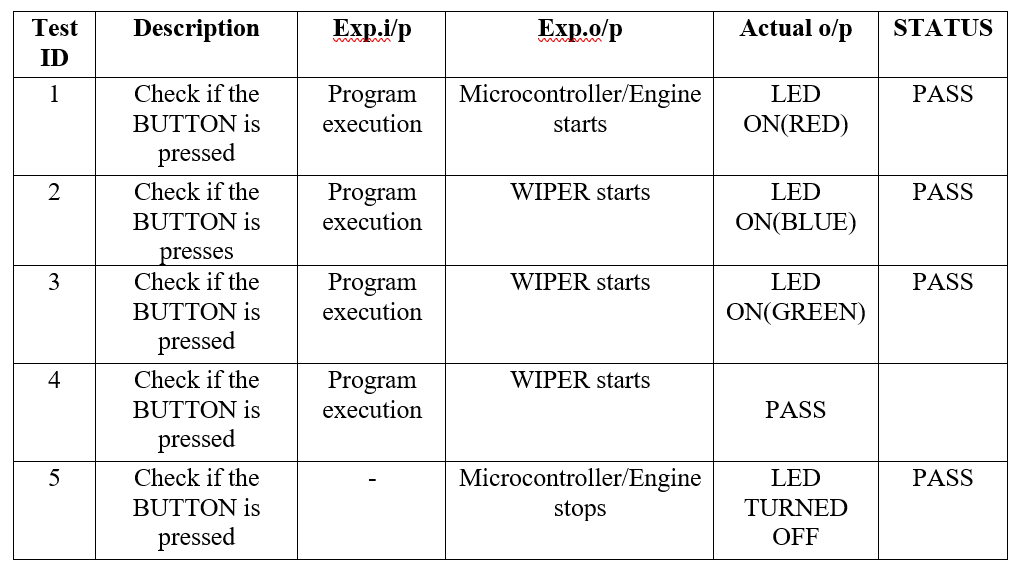 Test ID Description Exp.i/p Exp.o/p Actual o/p STATUS
1 Check if the BUTTON is pressed Program execution Microcontroller/Engine starts LED ON(RED) PASS
2 Check if the BUTTON is presses Program execution WIPER starts LED ON(BLUE) PASS
3 Check if the BUTTON is pressed Program execution WIPER starts LED ON(GREEN) PASS
4 Check if the BUTTON is pressed Program execution WIPER starts PASS
5 Check if the BUTTON is pressed - Microcontroller/Engine stops LED TURNED OFF PASS